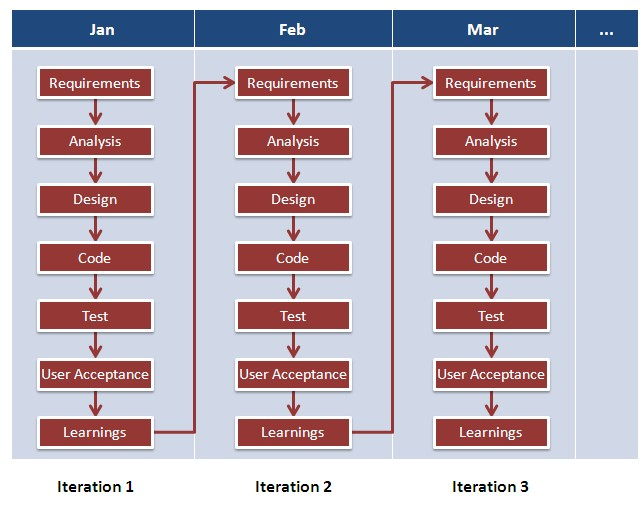 Jan Feb Mar ...
Requirements Requirements Requirements
Analysis Analysis Analysis
Design Design Design
Code Code Code
Test Test Test
User Acceptance User Acceptance User Acceptance
Learnings Learnings Learnings
Iteration 1 Iteration 2 Iteration 3